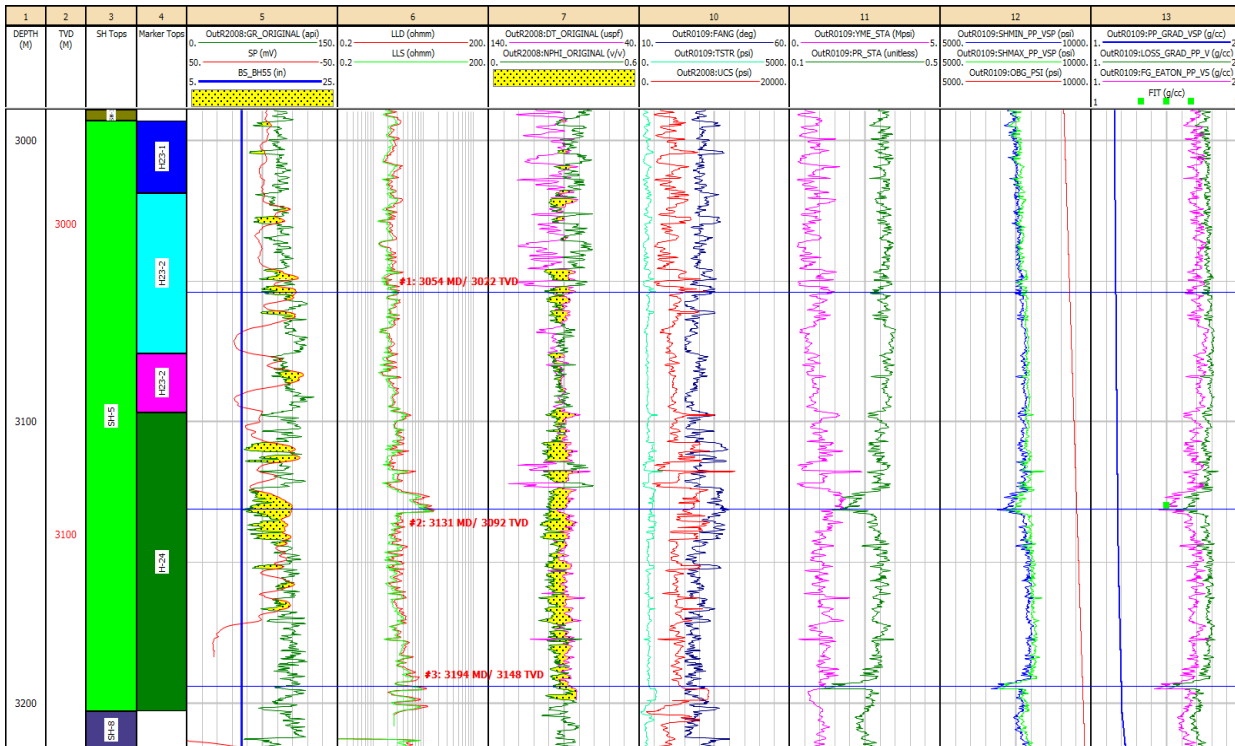 1 2 3 4 5 6 7 10 11 12 13
DEPTH (M)
TVD (M)
SH Tops
Marker Tops
OutR2008:GR_ORIGINAL (api)
0. 150.
SP (mV)
50. -50.
BS_BH55 (in)
5. 25.
LLD (ohmm)
0.2 200.
LLS (ohmm)
0.2 200.
OutR2008:DT_ORIGINAL (uspf)
140. 40.
OutR2008:NPHI_ORIGINAL (v/v)
0. 0.6
OutR0109:FANG (deg)
10. 60.
OutR0109:TSTR (psi)
0. 5000.
OutR2008:UCS (psi)
0. 20000.
OutR0109:YME_STA (Mpsi)
0. 5.
OutR0109:PR_STA (unitless)
0.1 0.5
OutR0109:SHMIN_PP_VSP (psi)
5000. 10000.
OutR0109:SHMAX_PP_VSP (psi)
5000. 10000.
OutR0109:OBG_PSI (psi)
5000. 10000.
OutR0109:PP_GRAD_VSP (g/cc)
1. 2
OutR0109:LOSS_GRAD_PP_V (g/cc)
1. 2
OutR0109:FG_EATON_PP_VS (g/cc)
1. 2
FIT (g/cc)
1
3000
H23-1
3000
H23-2
#1: 3054 MD/ 3022 TVD
H23-2
SH-5
3100
#2: 3131 MD/ 3092 TVD
3100
H-24
#3: 3194 MD/ 3148 TVD
3200
SH-8